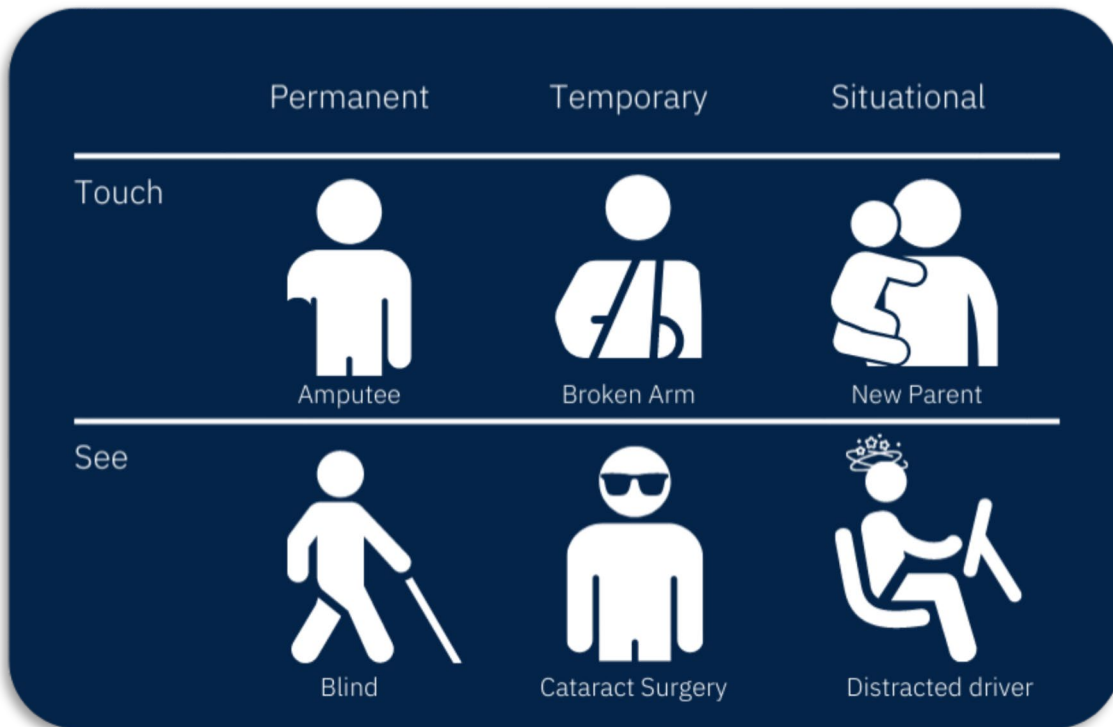 Permanent Temporary Situational
Touch
Amputee Broken Arm New Parent
See
Blind Cataract Surgery Distracted driver